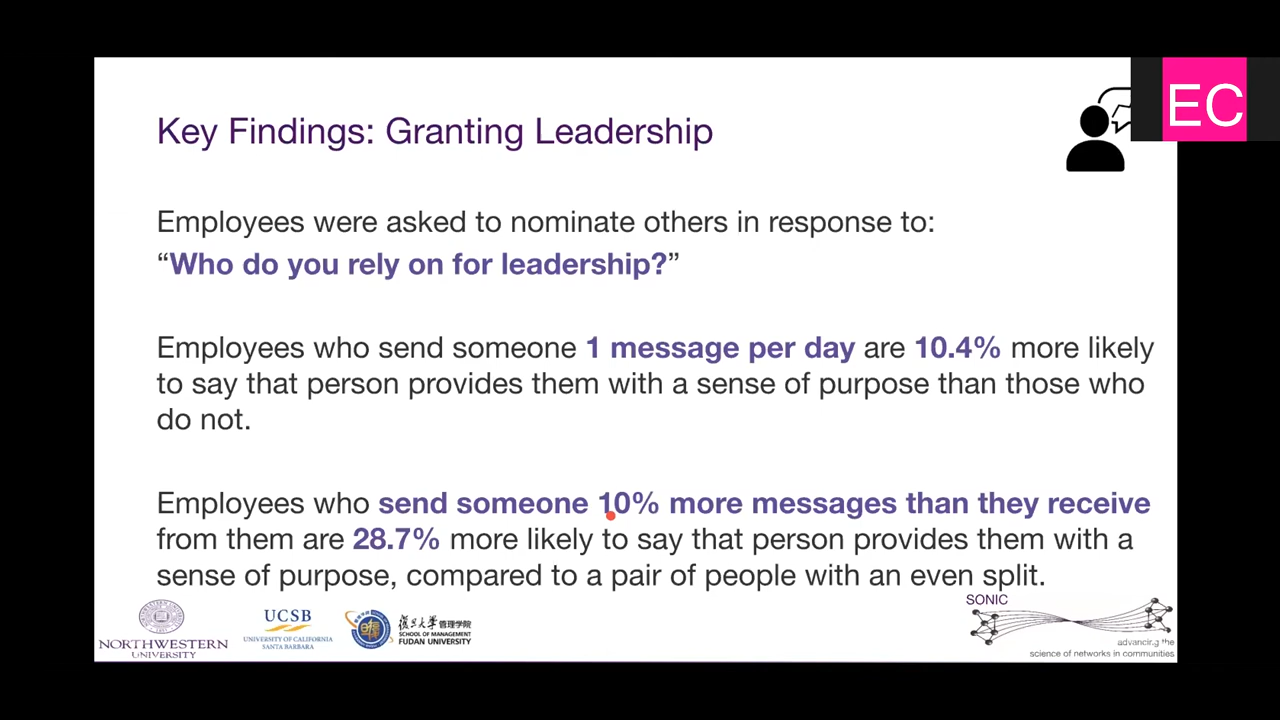 EC
Key Findings: Granting Leadership
Employees were asked to nominate others in response to:
“Who do you rely on for leadership?”
Employees who send someone 1 message per day are 10.4% more likely
to say that person provides them with a sense of purpose than those who
do not.
Employees who send someone 10% more messages than they receive
from them are 28.7% more likely to say that person provides them with a
sense of purpose, compared to a pair of people with an even split.
NORTHWESTERN
UNIVERSITY
UCSB
UNIVERSITY OF CALIFORNIA
SANTA BARBARA
复旦大学管理学院
SCHOOL OF MANAGEMENT
FUDAN UNIVERSITY
SONIC
advancing the
science of networks in communities